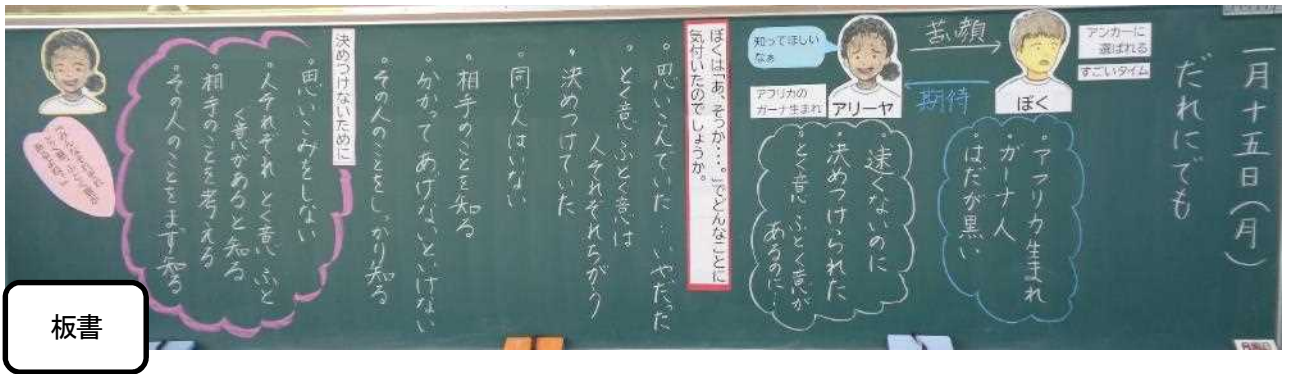 一月十五日(月)
だれにでも
アンカーに
選ばれる
すごいタイム
ぼく
苦い顔
期待
アリーヤ
アフリカの
ガーナ生まれ
知ってほしい
なぁ
・アフリカ生まれ
・ガーナ人
・はだが黒い
・速くないのに
・決めつけられた
・とく意ふとく意が
あるのに…
ぼくは「あ、そっか…。」でどんなことに
気付いたのでしょうか。
・思いこんでいた…いやだった
・とく意ふとく意は
人それぞれちがう
・決めつけていた
・同じ人はいない
・相手のことを知る
・分かってあげないといけない
・その人のことをしっかり知る
決めつけないために
・思いこみをしない
・人それぞれとく意ふと
く意があると知る
・相手のことを考える
・その人のことをまず知る
板書